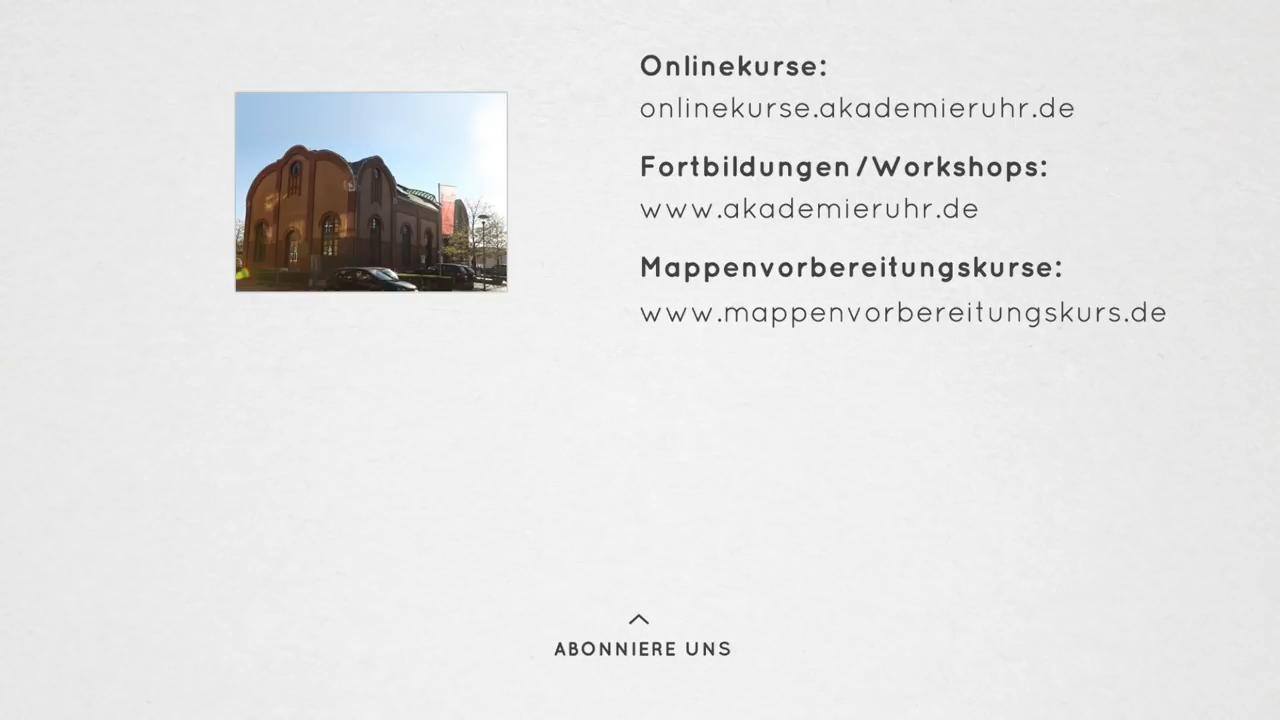 Onlinekurse:
onlinekurse.akademieruhr.de
Fortbildungen/Workshops:
www.akademieruhr.de
Mappenvorbereitungskurse:
www.mappenvorbereitungskurs.de
ABONNIERE UNS